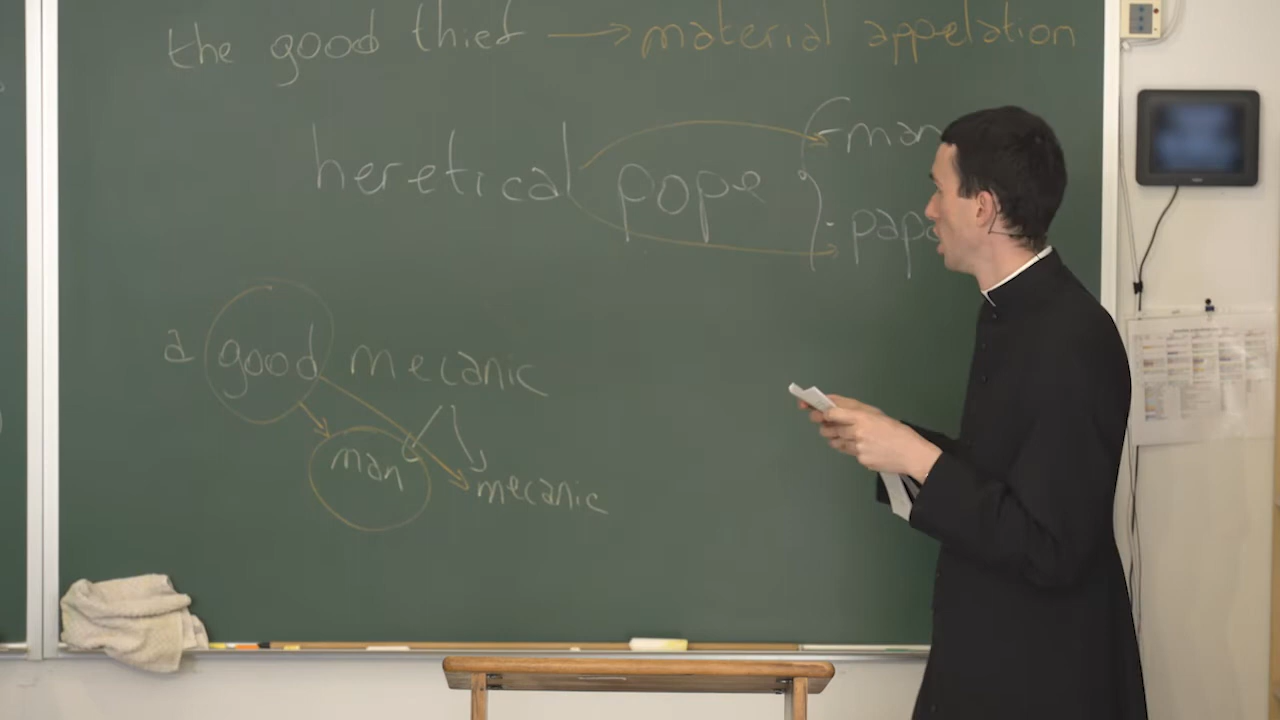 the good thief → material appelation
heretical pope { - man
- papa
a good mecanic
man
mecanic